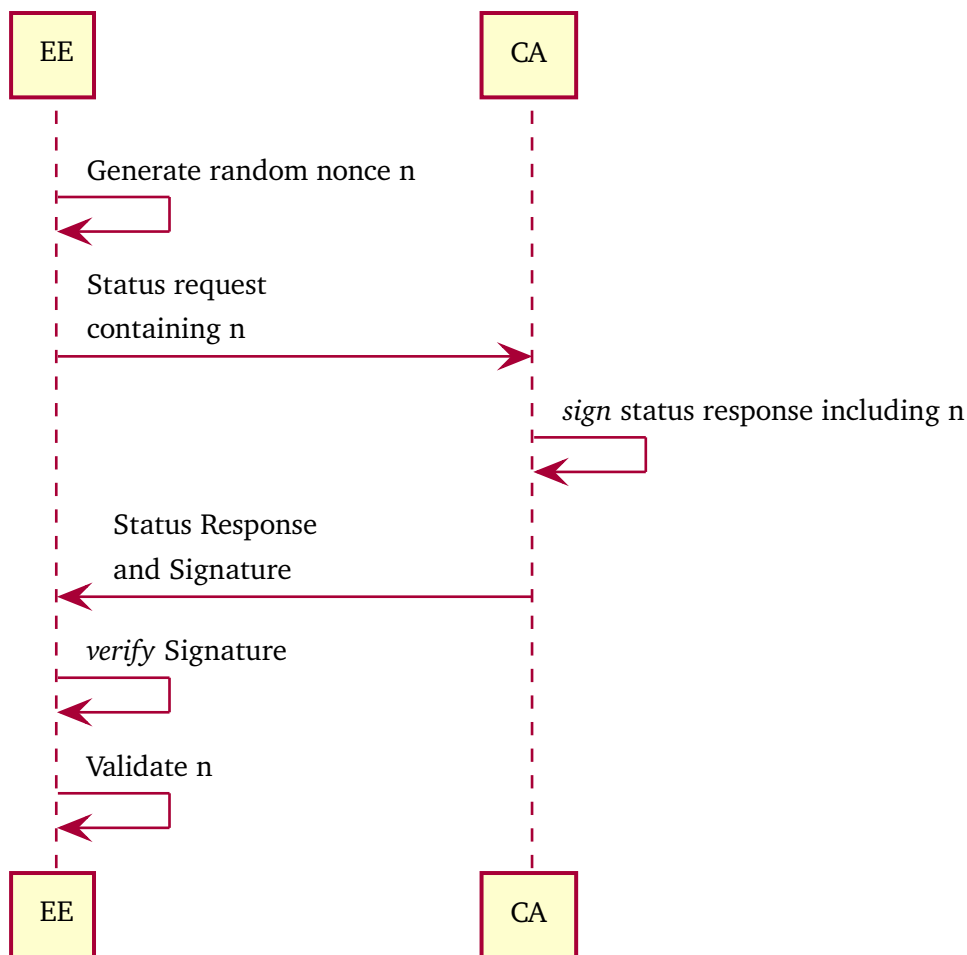 EE
CA
Generate random nonce n
Status request
containing n
sign status response including n
Status Response
and Signature
verify Signature
Validate n
EE
CA